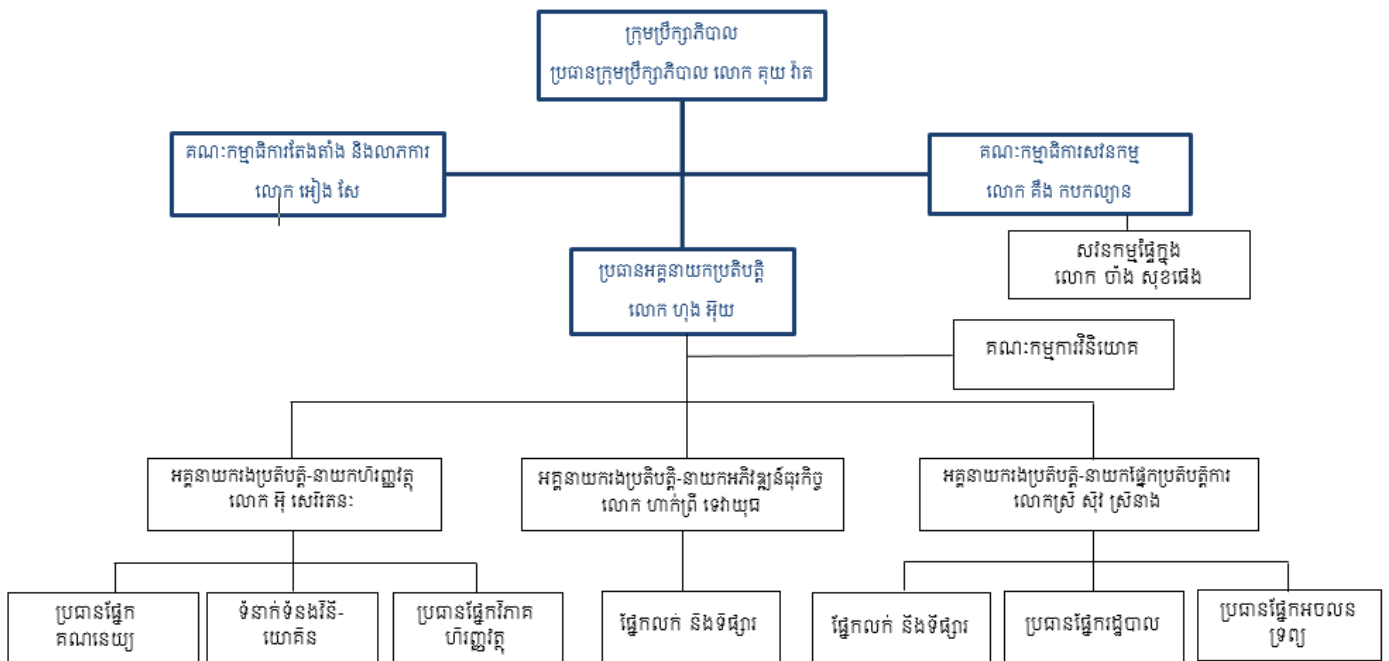 ក្រុមប្រឹក្សាភិបាល
ប្រធានក្រុមប្រឹក្សាភិបាល លោក គុយ វ៉ាត
គណៈកម្មាធិការតែងតាំង និងលាភការ
លោក អៀង សែ
គណៈកម្មាធិការសវនកម្ម
លោក គឹង កបកល្យាន
សវនកម្មផ្ទៃក្នុង
លោក ចាំង សុខផេង
ប្រធានអគ្គនាយកប្រតិបត្តិ
លោក ហុង អ៊ុយ
គណៈកម្មការវិនិយោគ
អគ្គនាយករងប្រតិបត្តិ-នាយកហិរញ្ញវត្ថុ
លោក អ៊ុំ សេរីរតនៈ
អគ្គនាយករងប្រតិបត្តិ-នាយកអភិវឌ្ឍន៍ធុរកិច្ច
លោក ហាក់ព្រី ទេវាយុធ
អគ្គនាយករងប្រតិបត្តិ-នាយកផ្នែកប្រតិបត្តិការ
លោកស្រី ស៊ីវ ស្រីនាង
ប្រធានផ្នែក
គណនេយ្យ
ទំនាក់ទំនងវិនី-
យោគិន
ប្រធានផ្នែកវិភាគ
ហិរញ្ញវត្ថុ
ផ្នែកលក់ និងទីផ្សារ
ផ្នែកលក់ និងទីផ្សារ
ប្រធានផ្នែករដ្ឋបាល
ប្រធានផ្នែកអចលន
ទ្រព្យ